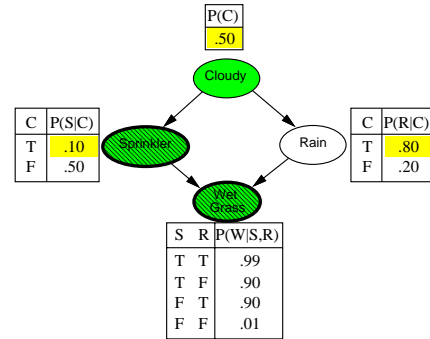 P(C)
.50
Cloudy
C P(S|C)
T .10
F .50
Sprinkler
Rain
C P(R|C)
T .80
F .20
Wet
Grass
S R P(W|S,R)
T T .99
T F .90
F T .90
F F .01